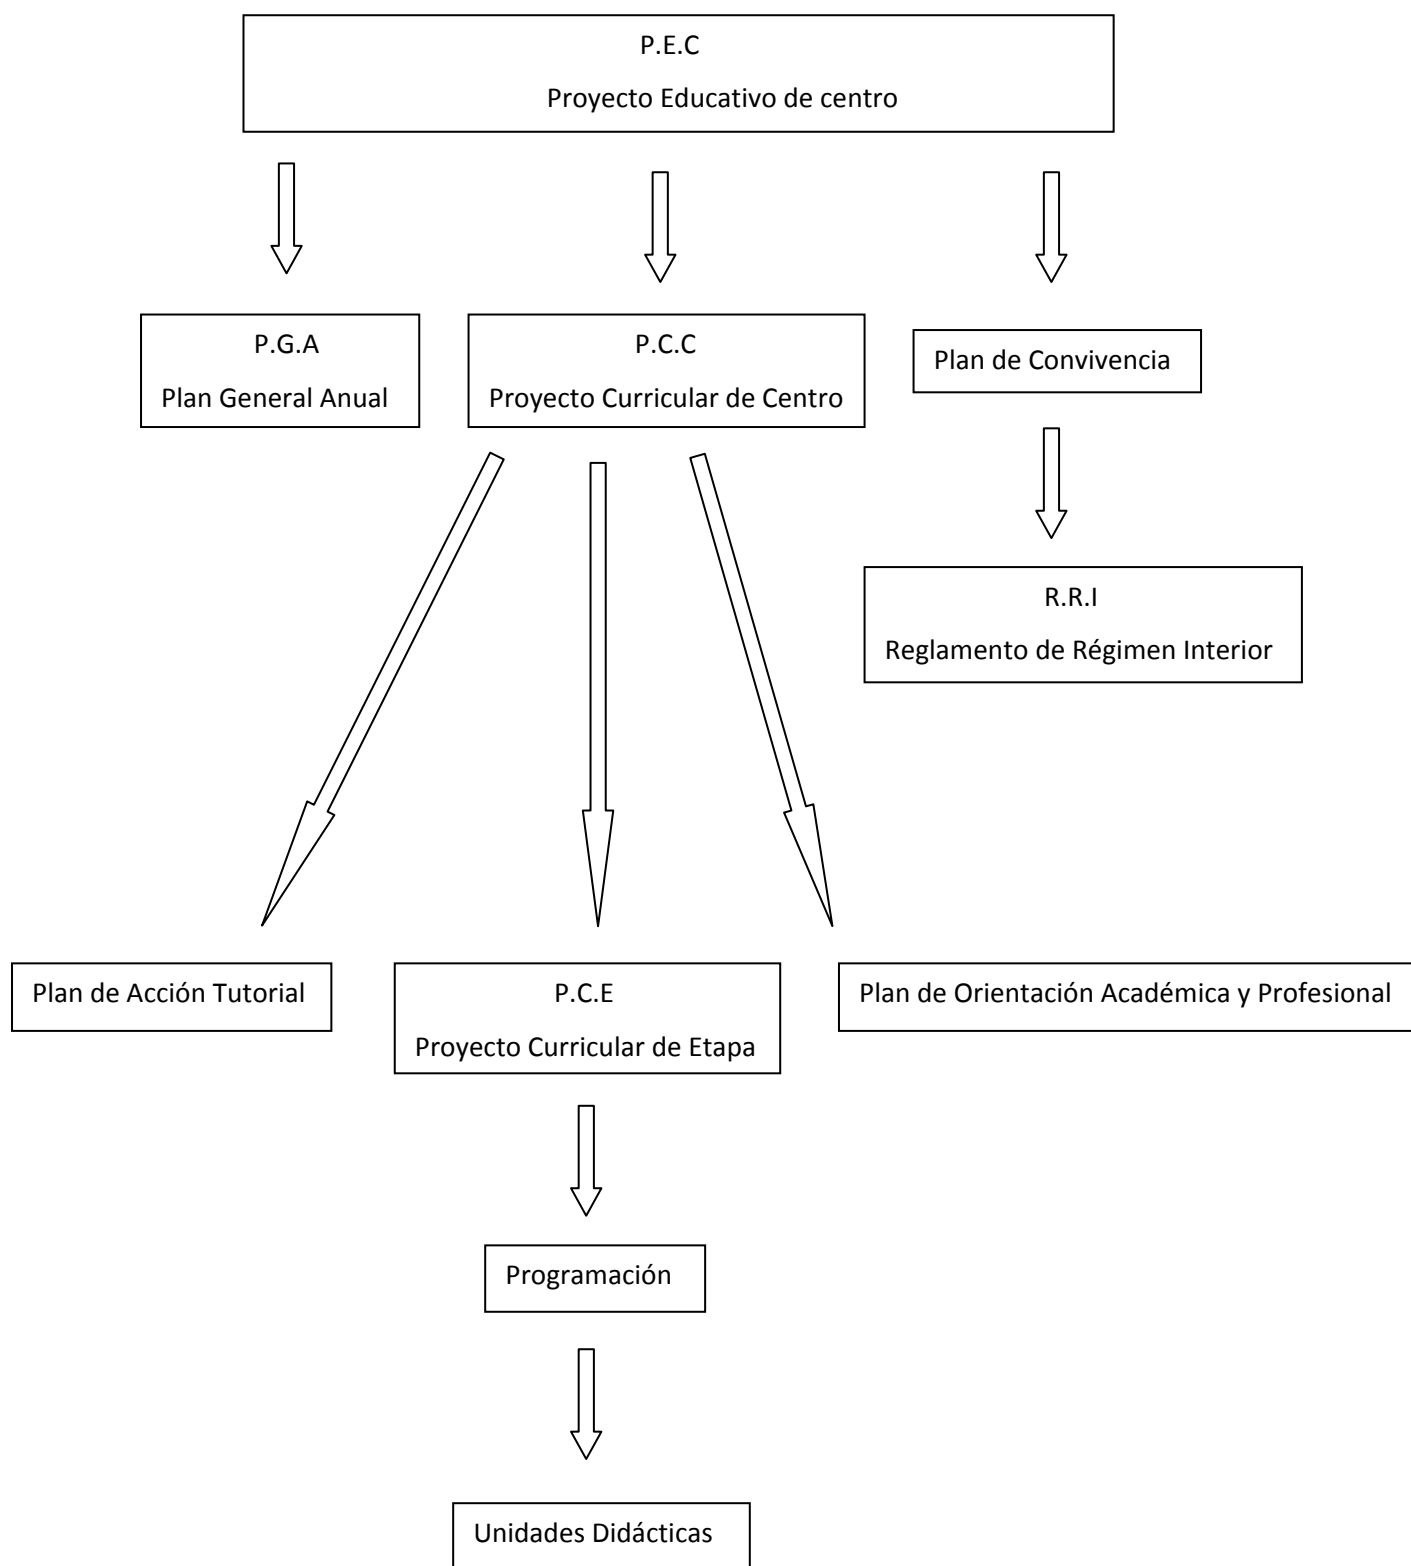 P.E.C
Proyecto Educativo de centro
P.G.A
Plan General Anual
P.C.C
Proyecto Curricular de Centro
Plan de Convivencia
R.R.I
Reglamento de Régimen Interior
Plan de Acción Tutorial
P.C.E
Proyecto Curricular de Etapa
Plan de Orientación Académica y Profesional
Programación
Unidades Didácticas